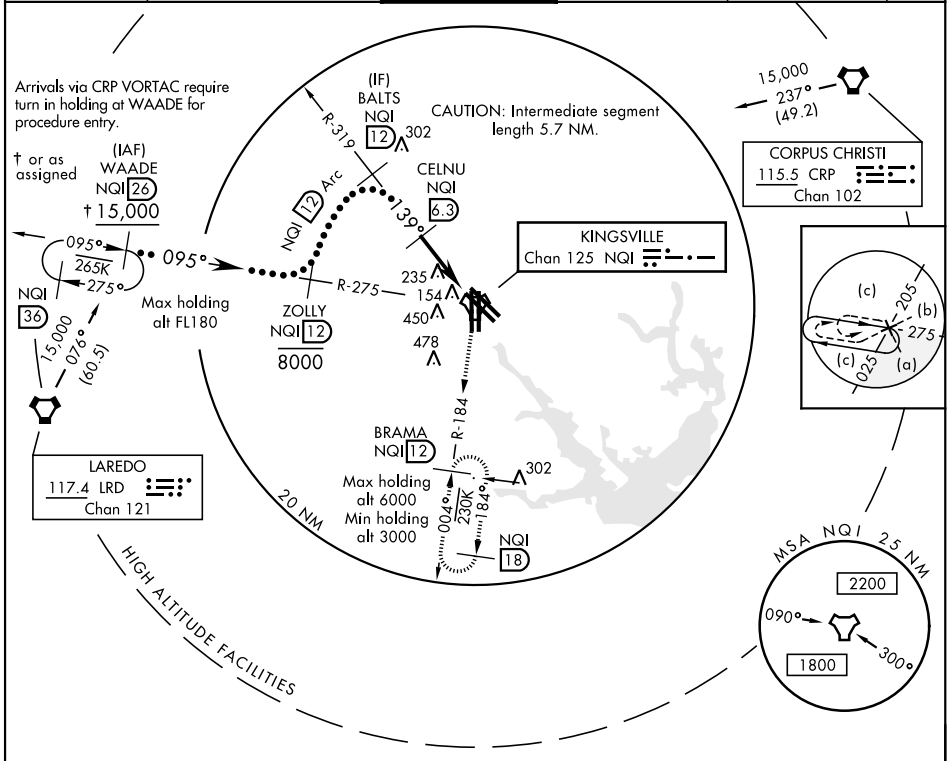 Arrivals via CRP VORTAC require
turn in holding at WAADE for
procedure entry.
† or as
assigned
(IAF)
WAADE
NQI 26
† 15,000
095°
265K
275°
095°
Max holding
alt FL180
NQI
36
15,000
076°
(60.5)
LAREDO
117.4 LRD
Chan 121
(IF)
BALTS
NQI
12
302
R-319
NQI 12 Arc
139°
CAUTION: Intermediate segment
length 5.7 NM.
CELNU
NQI
6.3
KINGSVILLE
Chan 125 NQI
ZOLLY
NQI 12
8000
R-275
235
154
450
478
R-184
BRAMA
NQI 12
Max holding
alt 6000
Min holding
alt 3000
004°
230K
184°
302
NQI
18
20 NM
HIGH ALTITUDE FACILITIES
15,000
237°
(49.2)
CORPUS CHRISTI
115.5 CRP
Chan 102
(c)
205
(b)
275
(a)
025
(c)
MSA NQI 25 NM
2200
090°
1800
300°